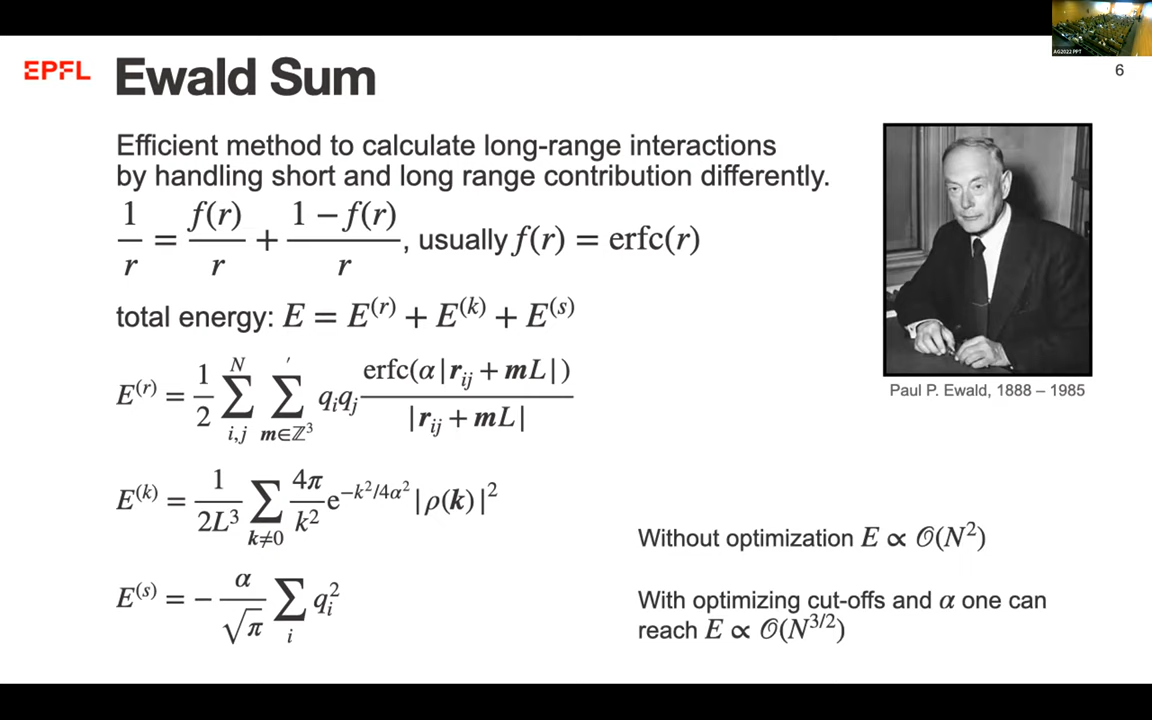 AG2022 PPT
EPFL
Ewald Sum
6
Efficient method to calculate long-range interactions
by handling short and long range contribution differently.
1/r = f(r)/r + (1 − f(r))/r, usually f(r) = erfc(r)
total energy: E = E^(r) + E^(k) + E^(s)
E^(r) = 1/2 ∑_{i,j}^{N} ∑′_{m∈ℤ³} q_i q_j erfc(α|r_ij + mL|)/|r_ij + mL|
Paul P. Ewald, 1888 – 1985
E^(k) = 1/(2L³) ∑_{k≠0} 4π/k² e^{−k²/4α²} |ρ(k)|²
Without optimization E ∝ 𝒪(N²)
E^(s) = − α/√π ∑_i q_i²
With optimizing cut-offs and α one can
reach E ∝ 𝒪(N^{3/2})